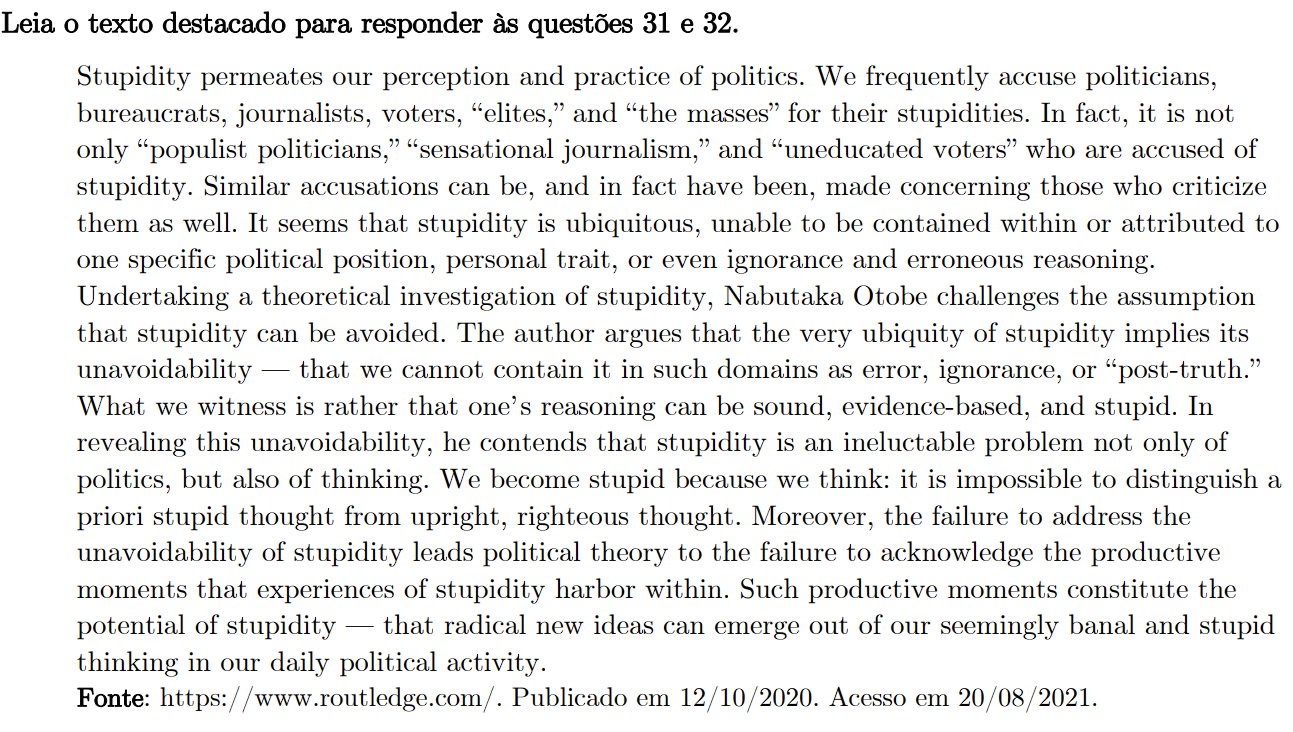 Leia o texto destacado para responder às questões 31 e 32.
Stupidity permeates our perception and practice of politics. We frequently accuse politicians,
bureaucrats, journalists, voters, “elites,” and “the masses” for their stupidities. In fact, it is not
only “populist politicians,” “sensational journalism,” and “uneducated voters” who are accused of
stupidity. Similar accusations can be, and in fact have been, made concerning those who criticize
them as well. It seems that stupidity is ubiquitous, unable to be contained within or attributed to
one specific political position, personal trait, or even ignorance and erroneous reasoning.
Undertaking a theoretical investigation of stupidity, Nabutaka Otobe challenges the assumption
that stupidity can be avoided. The author argues that the very ubiquity of stupidity implies its
unavoidability — that we cannot contain it in such domains as error, ignorance, or “post-truth.”
What we witness is rather that one’s reasoning can be sound, evidence-based, and stupid. In
revealing this unavoidability, he contends that stupidity is an ineluctable problem not only of
politics, but also of thinking. We become stupid because we think: it is impossible to distinguish a
priori stupid thought from upright, righteous thought. Moreover, the failure to address the
unavoidability of stupidity leads political theory to the failure to acknowledge the productive
moments that experiences of stupidity harbor within. Such productive moments constitute the
potential of stupidity — that radical new ideas can emerge out of our seemingly banal and stupid
thinking in our daily political activity.
Fonte: https://www.routledge.com/. Publicado em 12/10/2020. Acesso em 20/08/2021.